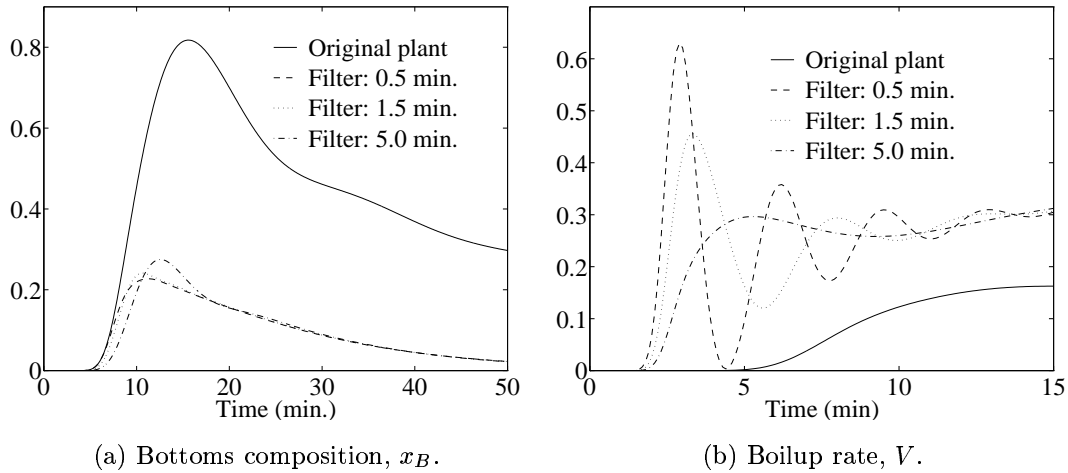 0.8
0.6
0.4
0.2
0
Original plant
Filter: 0.5 min.
Filter: 1.5 min.
Filter: 5.0 min.
0 10 20 30 40 50
Time (min.)
(a) Bottoms composition, x_B.
0.6
0.5
0.4
0.3
0.2
0.1
0
Original plant
Filter: 0.5 min.
Filter: 1.5 min.
Filter: 5.0 min.
0 5 10 15
Time (min)
(b) Boilup rate, V.